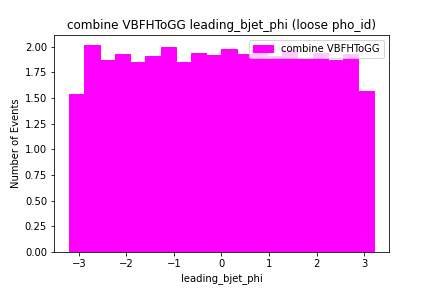 combine VBFHToGG leading_bjet_phi (loose pho_id)
combine VBFHToGG
Number of Events
2.00
1.75
1.50
1.25
1.00
0.75
0.50
0.25
0.00
−3 −2 −1 0 1 2 3
leading_bjet_phi